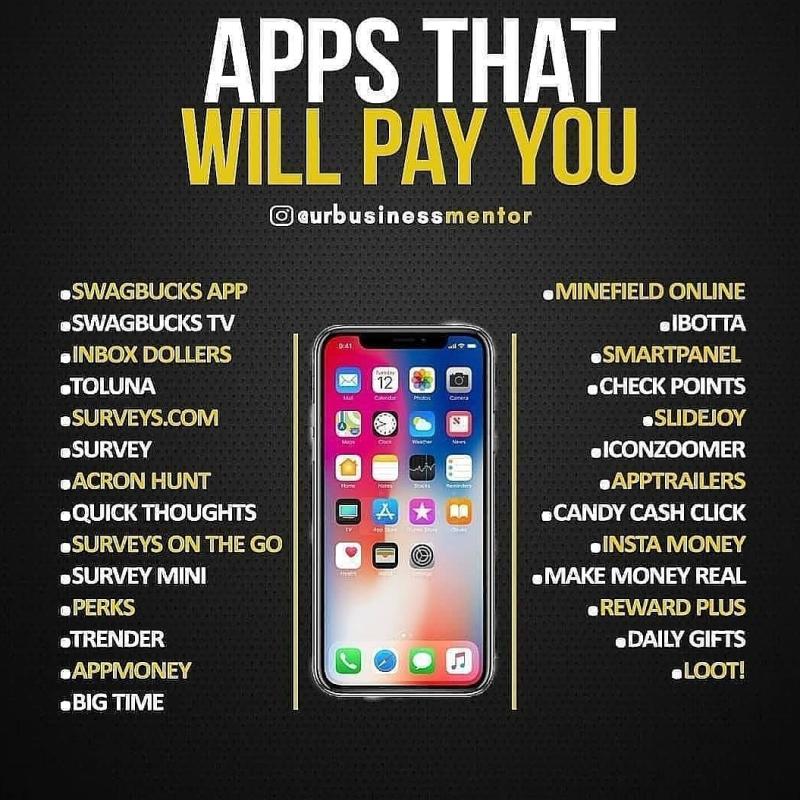 APPS THAT
WILL PAY YOU
@urbusinessmentor
•SWAGBUCKS APP
•SWAGBUCKS TV
•INBOX DOLLERS
•TOLUNA
•SURVEYS.COM
•SURVEY
•ACRON HUNT
•QUICK THOUGHTS
•SURVEYS ON THE GO
•SURVEY MINI
•PERKS
•TRENDER
•APPMONEY
•BIG TIME
9:41
Tuesday
12
Mail Calendar Photos Camera
Maps Clock Weather News
Home Notes Stocks Reminders
TV App Store iTunes Store iBooks
Health Wallet Settings
•MINEFIELD ONLINE
•IBOTTA
•SMARTPANEL
•CHECK POINTS
•SLIDEJOY
•ICONZOOMER
•APPTRAILERS
•CANDY CASH CLICK
•INSTA MONEY
•MAKE MONEY REAL
•REWARD PLUS
•DAILY GIFTS
•LOOT!